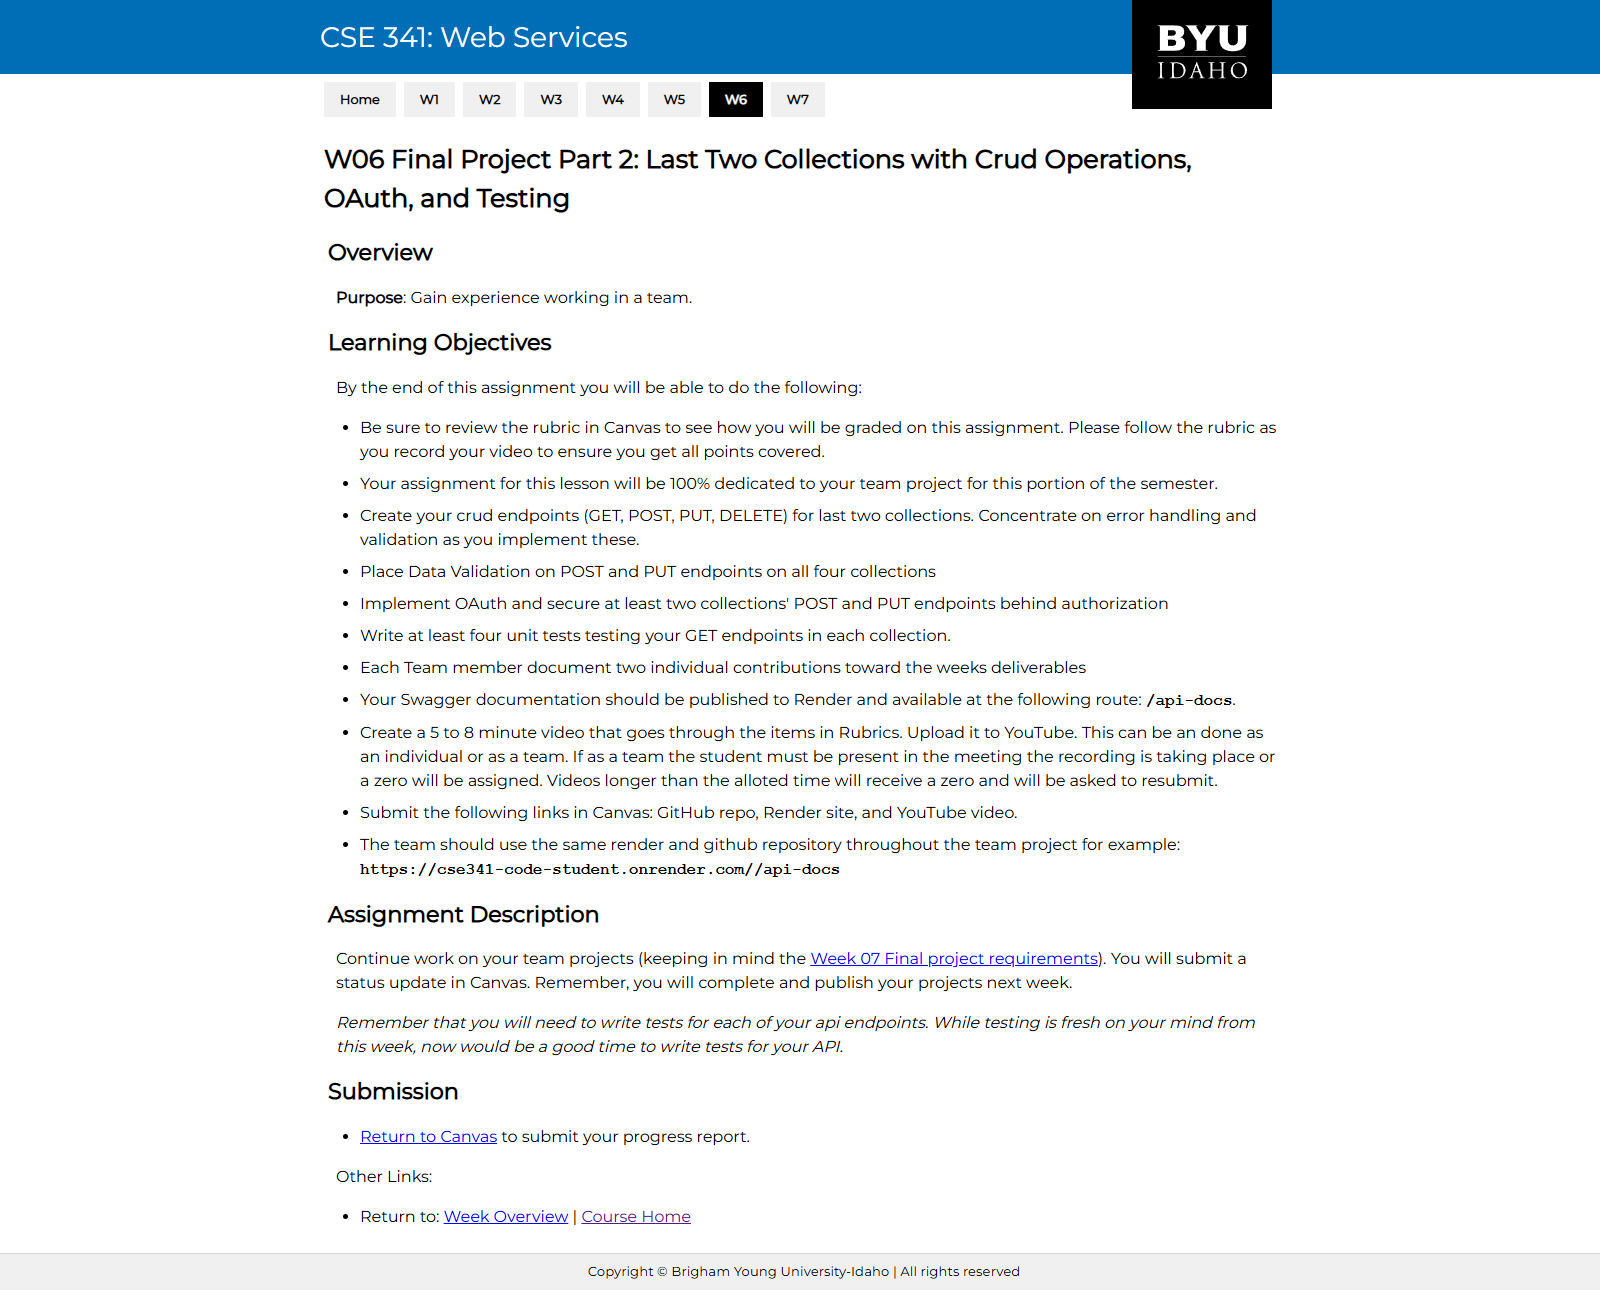 CSE 341: Web Services
BYU
IDAHO
Home W1 W2 W3 W4 W5 W6 W7
W06 Final Project Part 2: Last Two Collections with Crud Operations,
OAuth, and Testing
Overview
Purpose: Gain experience working in a team.
Learning Objectives
By the end of this assignment you will be able to do the following:
• Be sure to review the rubric in Canvas to see how you will be graded on this assignment. Please follow the rubric as
you record your video to ensure you get all points covered.
• Your assignment for this lesson will be 100% dedicated to your team project for this portion of the semester.
• Create your crud endpoints (GET, POST, PUT, DELETE) for last two collections. Concentrate on error handling and
validation as you implement these.
• Place Data Validation on POST and PUT endpoints on all four collections
• Implement OAuth and secure at least two collections' POST and PUT endpoints behind authorization
• Write at least four unit tests testing your GET endpoints in each collection.
• Each Team member document two individual contributions toward the weeks deliverables
• Your Swagger documentation should be published to Render and available at the following route: /api-docs.
• Create a 5 to 8 minute video that goes through the items in Rubrics. Upload it to YouTube. This can be an done as
an individual or as a team. If as a team the student must be present in the meeting the recording is taking place or
a zero will be assigned. Videos longer than the alloted time will receive a zero and will be asked to resubmit.
• Submit the following links in Canvas: GitHub repo, Render site, and YouTube video.
• The team should use the same render and github repository throughout the team project for example:
https://cse341-code-student.onrender.com//api-docs
Assignment Description
Continue work on your team projects (keeping in mind the Week 07 Final project requirements). You will submit a
status update in Canvas. Remember, you will complete and publish your projects next week.
Remember that you will need to write tests for each of your api endpoints. While testing is fresh on your mind from
this week, now would be a good time to write tests for your API.
Submission
• Return to Canvas to submit your progress report.
Other Links:
• Return to: Week Overview | Course Home
Copyright © Brigham Young University-Idaho | All rights reserved